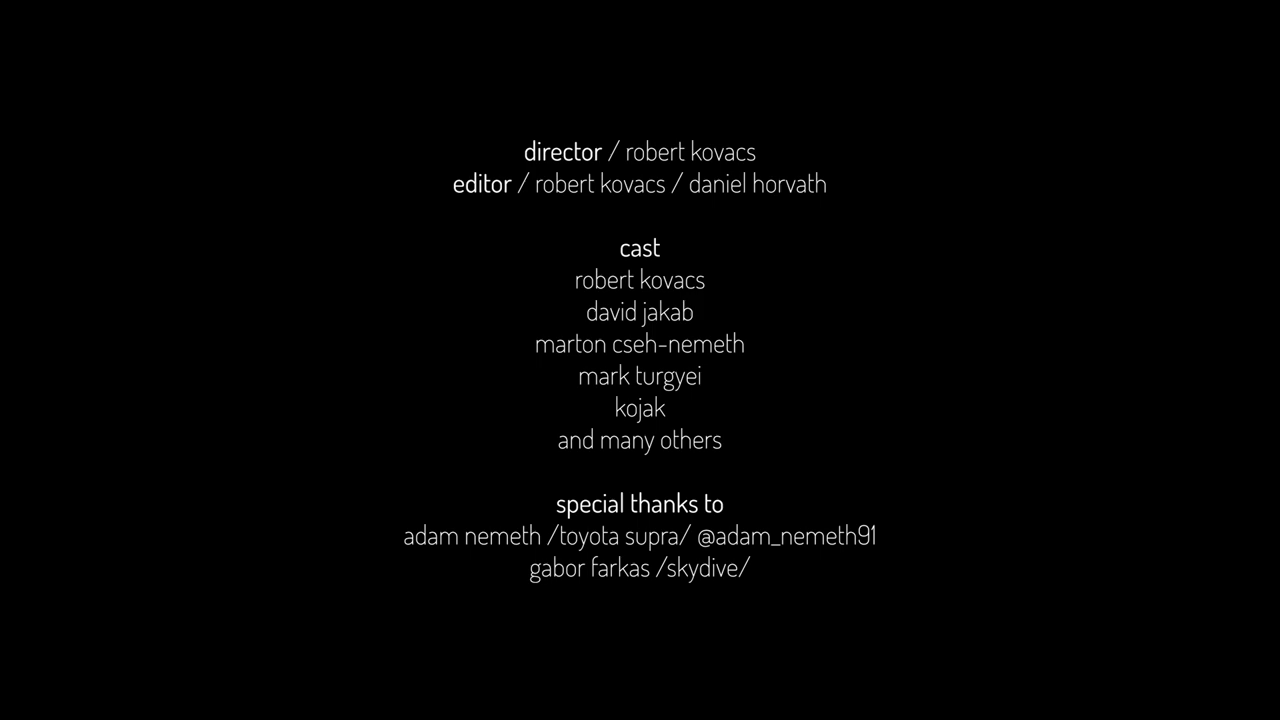 director / robert kovacs
editor / robert kovacs / daniel horvath
cast
robert kovacs
david jakab
marton cseh-nemeth
mark turgyei
kojak
and many others
special thanks to
adam nemeth /toyota supra/ @adam_nemeth91
gabor farkas /skydive/